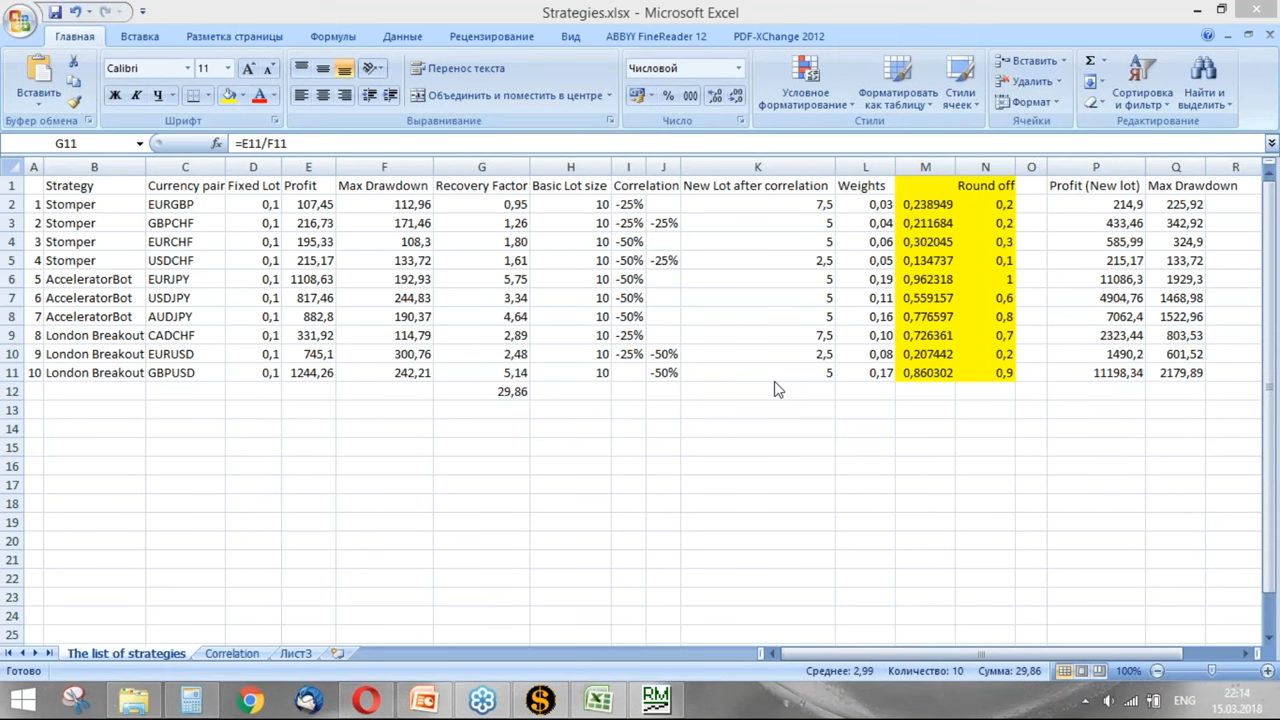 Strategies.xlsx - Microsoft Excel
Главная Вставка Разметка страницы Формулы Данные Рецензирование Вид ABBYY FineReader 12 PDF-XChange 2012
Вставить
Calibri 11
Ж К Ч
Буфер обмена Шрифт
Перенос текста
Объединить и поместить в центре
Выравнивание
Числовой
% 000
Число
Условное форматирование
Форматировать как таблицу
Стили ячеек
Стили
Вставить
Удалить
Формат
Ячейки
Σ
Сортировка и фильтр
Найти и выделить
Редактирование
G11 fx =E11/F11
A B C D E F G H I J K L M N O P Q R
1 Strategy Currency pair Fixed Lot Profit Max Drawdown Recovery Factor Basic Lot size Correlation New Lot after correlation Weights Round off Profit (New lot) Max Drawdown
2 1 Stomper EURGBP 0,1 107,45 112,96 0,95 10 -25% 7,5 0,03 0,238949 0,2 214,9 225,92
3 2 Stomper GBPCHF 0,1 216,73 171,46 1,26 10 -25% -25% 5 0,04 0,211684 0,2 433,46 342,92
4 3 Stomper EURCHF 0,1 195,33 108,3 1,80 10 -50% 5 0,06 0,302045 0,3 585,99 324,9
5 4 Stomper USDCHF 0,1 215,17 133,72 1,61 10 -50% -25% 2,5 0,05 0,134737 0,1 215,17 133,72
6 5 AcceleratorBot EURJPY 0,1 1108,63 192,93 5,75 10 -50% 5 0,19 0,962318 1 11086,3 1929,3
7 6 AcceleratorBot USDJPY 0,1 817,46 244,83 3,34 10 -50% 5 0,11 0,559157 0,6 4904,76 1468,98
8 7 AcceleratorBot AUDJPY 0,1 882,8 190,37 4,64 10 -50% 5 0,16 0,776597 0,8 7062,4 1522,96
9 8 London Breakout CADCHF 0,1 331,92 114,79 2,89 10 -25% 7,5 0,10 0,726361 0,7 2323,44 803,53
10 9 London Breakout EURUSD 0,1 745,1 300,76 2,48 10 -25% -50% 2,5 0,08 0,207442 0,2 1490,2 601,52
11 10 London Breakout GBPUSD 0,1 1244,26 242,21 5,14 10 -50% 5 0,17 0,860302 0,9 11198,34 2179,89
12 29,86
13
14
15
16
17
18
19
20
21
22
23
24
25
The list of strategies Correlation Лист3
Готово Среднее: 2,99 Количество: 10 Сумма: 29,86 100%
RM ENG 22:14
15.03.2018